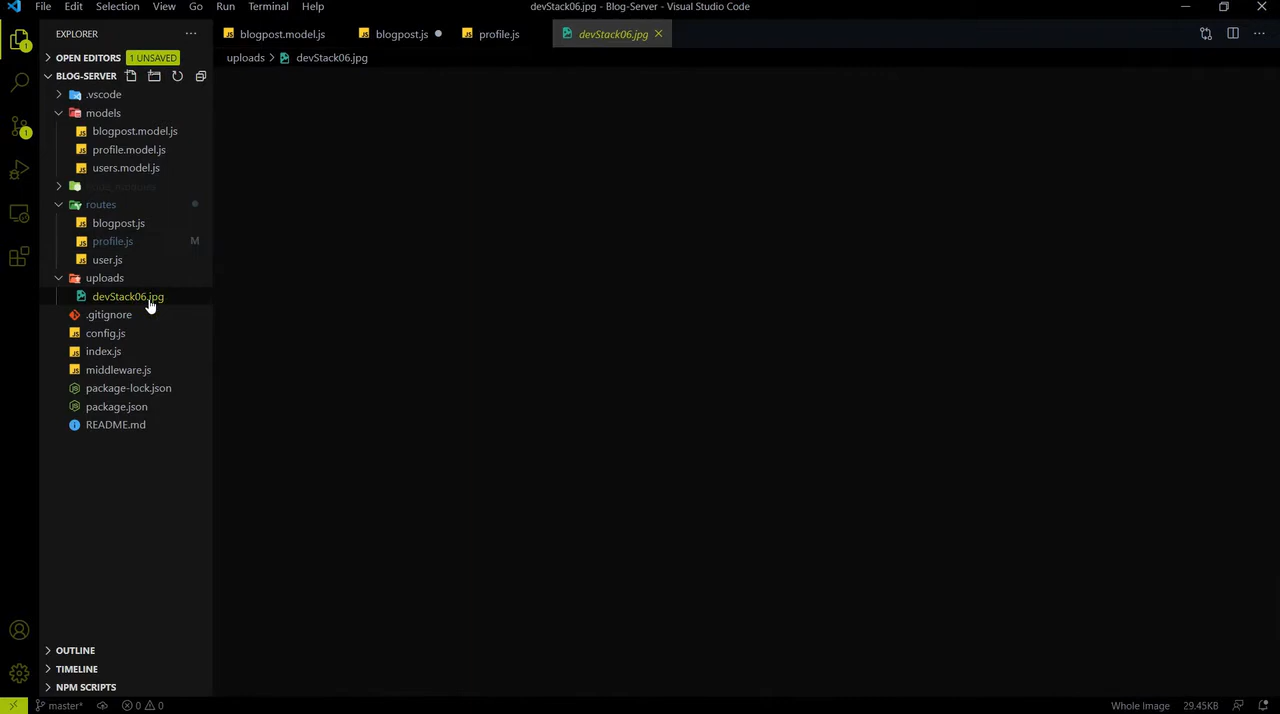 File Edit Selection View Go Run Terminal Help
devStack06.jpg - Blog-Server - Visual Studio Code
EXPLORER
blogpost.model.js
blogpost.js
profile.js
devStack06.jpg
OPEN EDITORS 1 UNSAVED
uploads > devStack06.jpg
BLOG-SERVER
.vscode
models
blogpost.model.js
profile.model.js
users.model.js
node_modules
routes
blogpost.js
profile.js M
user.js
uploads
devStack06.jpg
.gitignore
config.js
index.js
middleware.js
package-lock.json
package.json
README.md
OUTLINE
TIMELINE
NPM SCRIPTS
1
1
master* 0 0 Whole Image 29.45KB